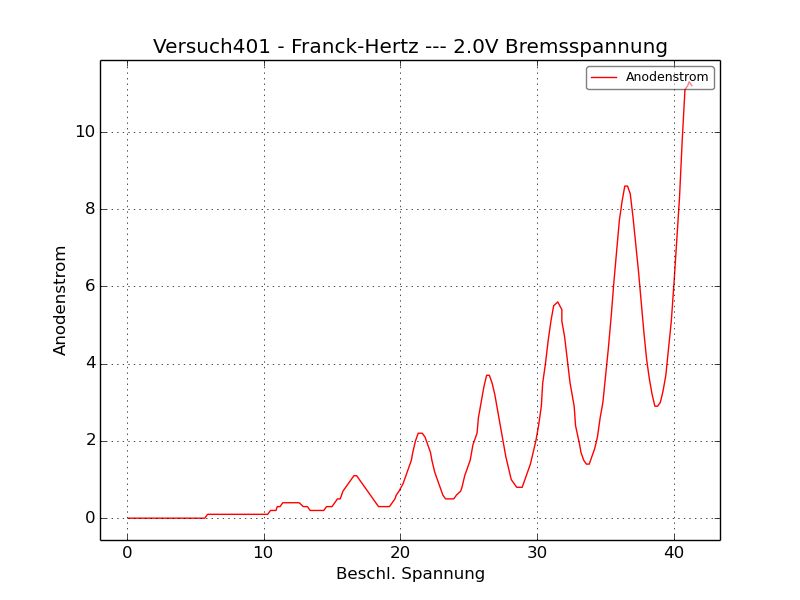 Versuch401 - Franck-Hertz --- 2.0V Bremsspannung
Anodenstrom
10
8
6
4
2
0
Anodenstrom
0 10 20 30 40
Beschl. Spannung